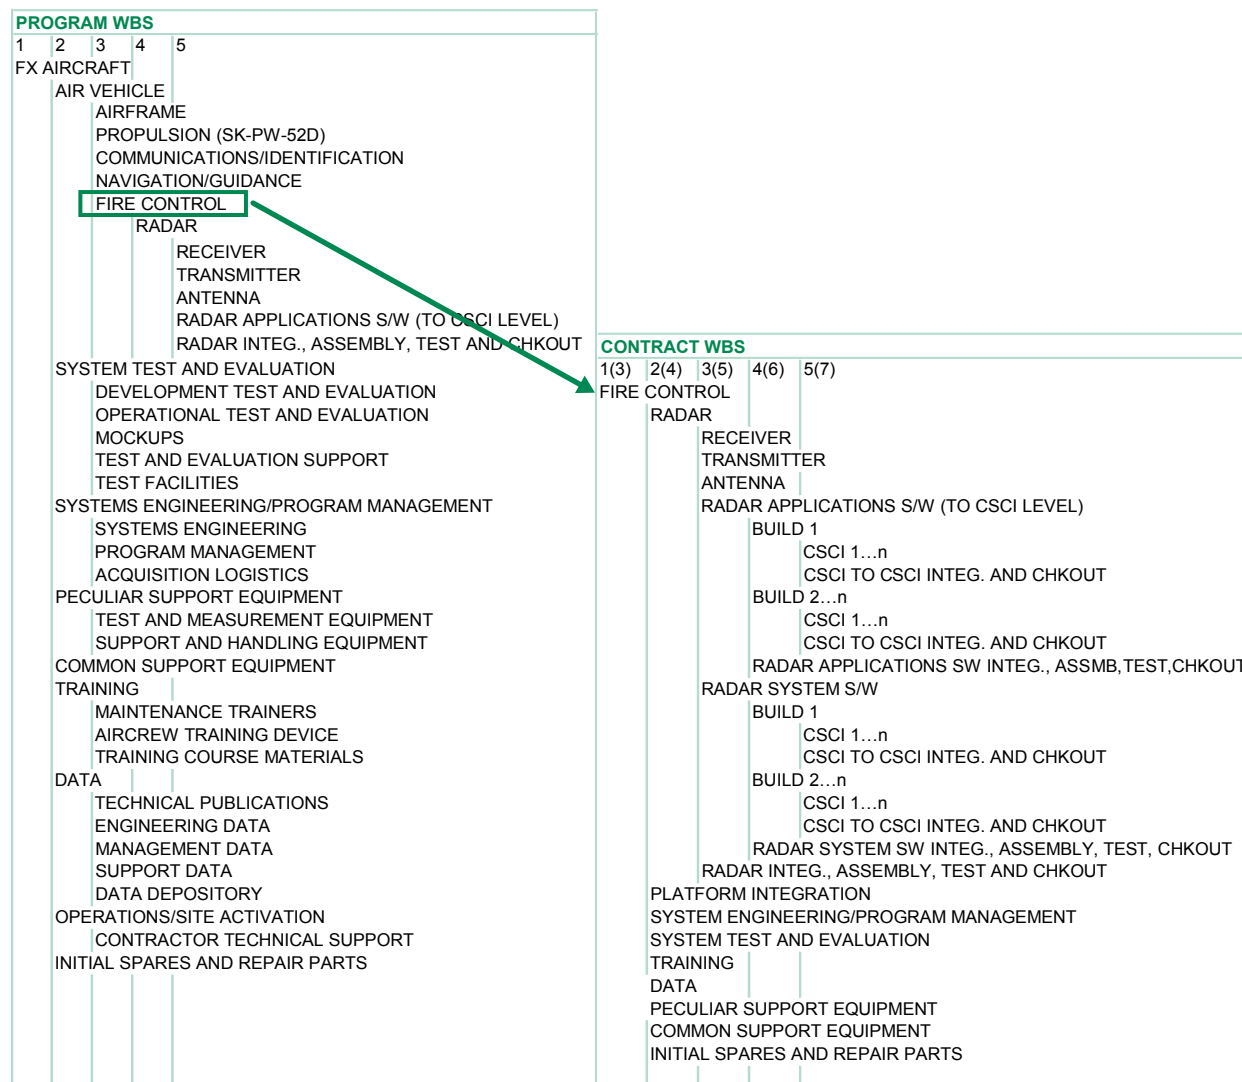 PROGRAM WBS
1 2 3 4 5
FX AIRCRAFT
AIR VEHICLE
AIRFRAME
PROPULSION (SK-PW-52D)
COMMUNICATIONS/IDENTIFICATION
NAVIGATION/GUIDANCE
FIRE CONTROL
RADAR
RECEIVER
TRANSMITTER
ANTENNA
RADAR APPLICATIONS S/W (TO CSCI LEVEL)
RADAR INTEG., ASSEMBLY, TEST AND CHKOUT
SYSTEM TEST AND EVALUATION
DEVELOPMENT TEST AND EVALUATION
OPERATIONAL TEST AND EVALUATION
MOCKUPS
TEST AND EVALUATION SUPPORT
TEST FACILITIES
SYSTEMS ENGINEERING/PROGRAM MANAGEMENT
SYSTEMS ENGINEERING
PROGRAM MANAGEMENT
ACQUISITION LOGISTICS
PECULIAR SUPPORT EQUIPMENT
TEST AND MEASUREMENT EQUIPMENT
SUPPORT AND HANDLING EQUIPMENT
COMMON SUPPORT EQUIPMENT
TRAINING
MAINTENANCE TRAINERS
AIRCREW TRAINING DEVICE
TRAINING COURSE MATERIALS
DATA
TECHNICAL PUBLICATIONS
ENGINEERING DATA
MANAGEMENT DATA
SUPPORT DATA
DATA DEPOSITORY
OPERATIONS/SITE ACTIVATION
CONTRACTOR TECHNICAL SUPPORT
INITIAL SPARES AND REPAIR PARTS
CONTRACT WBS
1(3) 2(4) 3(5) 4(6) 5(7)
FIRE CONTROL
RADAR
RECEIVER
TRANSMITTER
ANTENNA
RADAR APPLICATIONS S/W (TO CSCI LEVEL)
BUILD 1
CSCI 1…n
CSCI TO CSCI INTEG. AND CHKOUT
BUILD 2…n
CSCI 1…n
CSCI TO CSCI INTEG. AND CHKOUT
RADAR APPLICATIONS SW INTEG., ASSMB,TEST,CHKOUT
RADAR SYSTEM S/W
BUILD 1
CSCI 1…n
CSCI TO CSCI INTEG. AND CHKOUT
BUILD 2…n
CSCI 1…n
CSCI TO CSCI INTEG. AND CHKOUT
RADAR SYSTEM SW INTEG., ASSEMBLY, TEST, CHKOUT
RADAR INTEG., ASSEMBLY, TEST AND CHKOUT
PLATFORM INTEGRATION
SYSTEM ENGINEERING/PROGRAM MANAGEMENT
SYSTEM TEST AND EVALUATION
TRAINING
DATA
PECULIAR SUPPORT EQUIPMENT
COMMON SUPPORT EQUIPMENT
INITIAL SPARES AND REPAIR PARTS